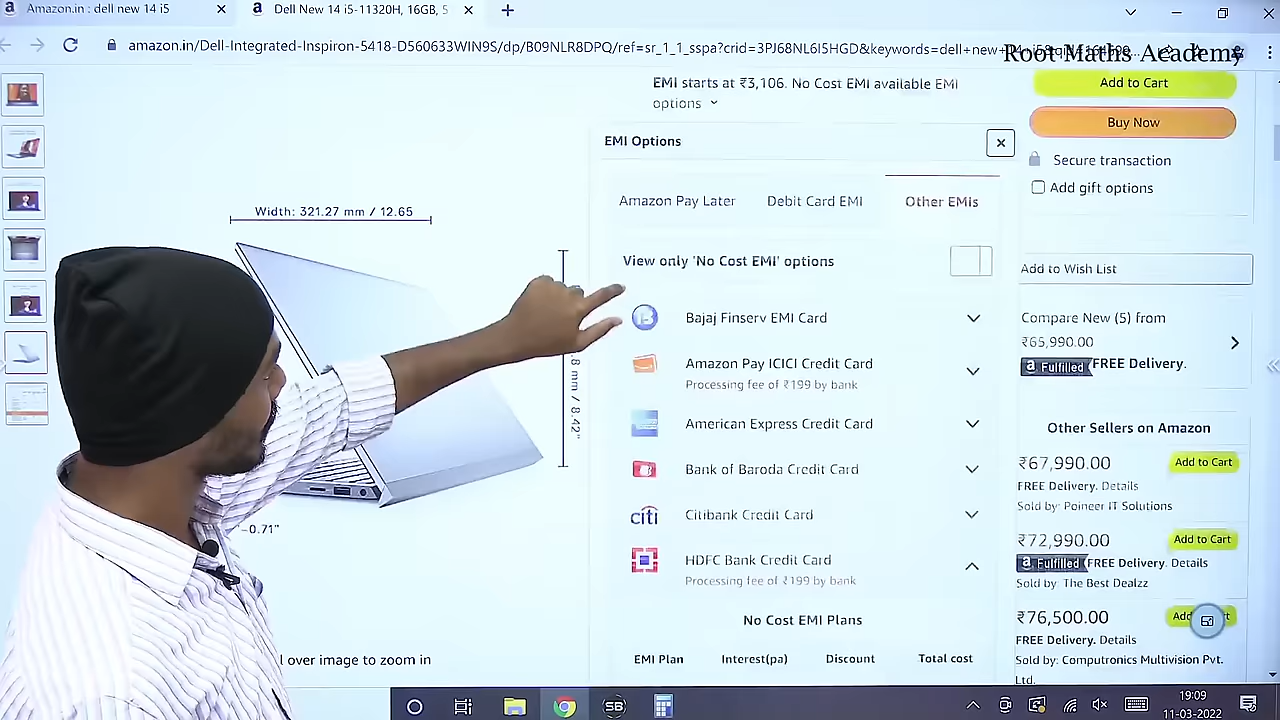 Amazon.in : dell new 14 i5
Dell New 14 i5-11320H, 16GB, 5
amazon.in/Dell-Integrated-Inspiron-5418-D560633WIN9S/dp/B09NLR8DPQ/ref=sr_1_1_sspa?crid=3PJ68NL6I5HGD&keywords=dell+new+
Root Maths Academy
EMI starts at ₹3,106. No Cost EMI available EMI
options
Add to Cart
Buy Now
Secure transaction
Add gift options
Add to Wish List
Compare New (5) from
₹65,990.00
a Fulfilled FREE Delivery.
Other Sellers on Amazon
₹67,990.00
Add to Cart
FREE Delivery. Details
Sold by: Poineer IT Solutions
₹72,990.00
Add to Cart
a Fulfilled FREE Delivery. Details
Sold by: The Best Dealzz
₹76,500.00
FREE Delivery. Details
Sold by: Computronics Multivision Pvt.
Ltd.
EMI Options
Amazon Pay Later
Debit Card EMI
Other EMIs
View only 'No Cost EMI' options
Bajaj Finserv EMI Card
Amazon Pay ICICI Credit Card
Processing fee of ₹199 by bank
American Express Credit Card
Bank of Baroda Credit Card
citi Citibank Credit Card
HDFC Bank Credit Card
Processing fee of ₹199 by bank
No Cost EMI Plans
EMI Plan Interest(pa) Discount Total cost
Width: 321.27 mm / 12.65
.8 mm / 8.42"
~0.71"
over image to zoom in
SB
19:09
11-03-2022